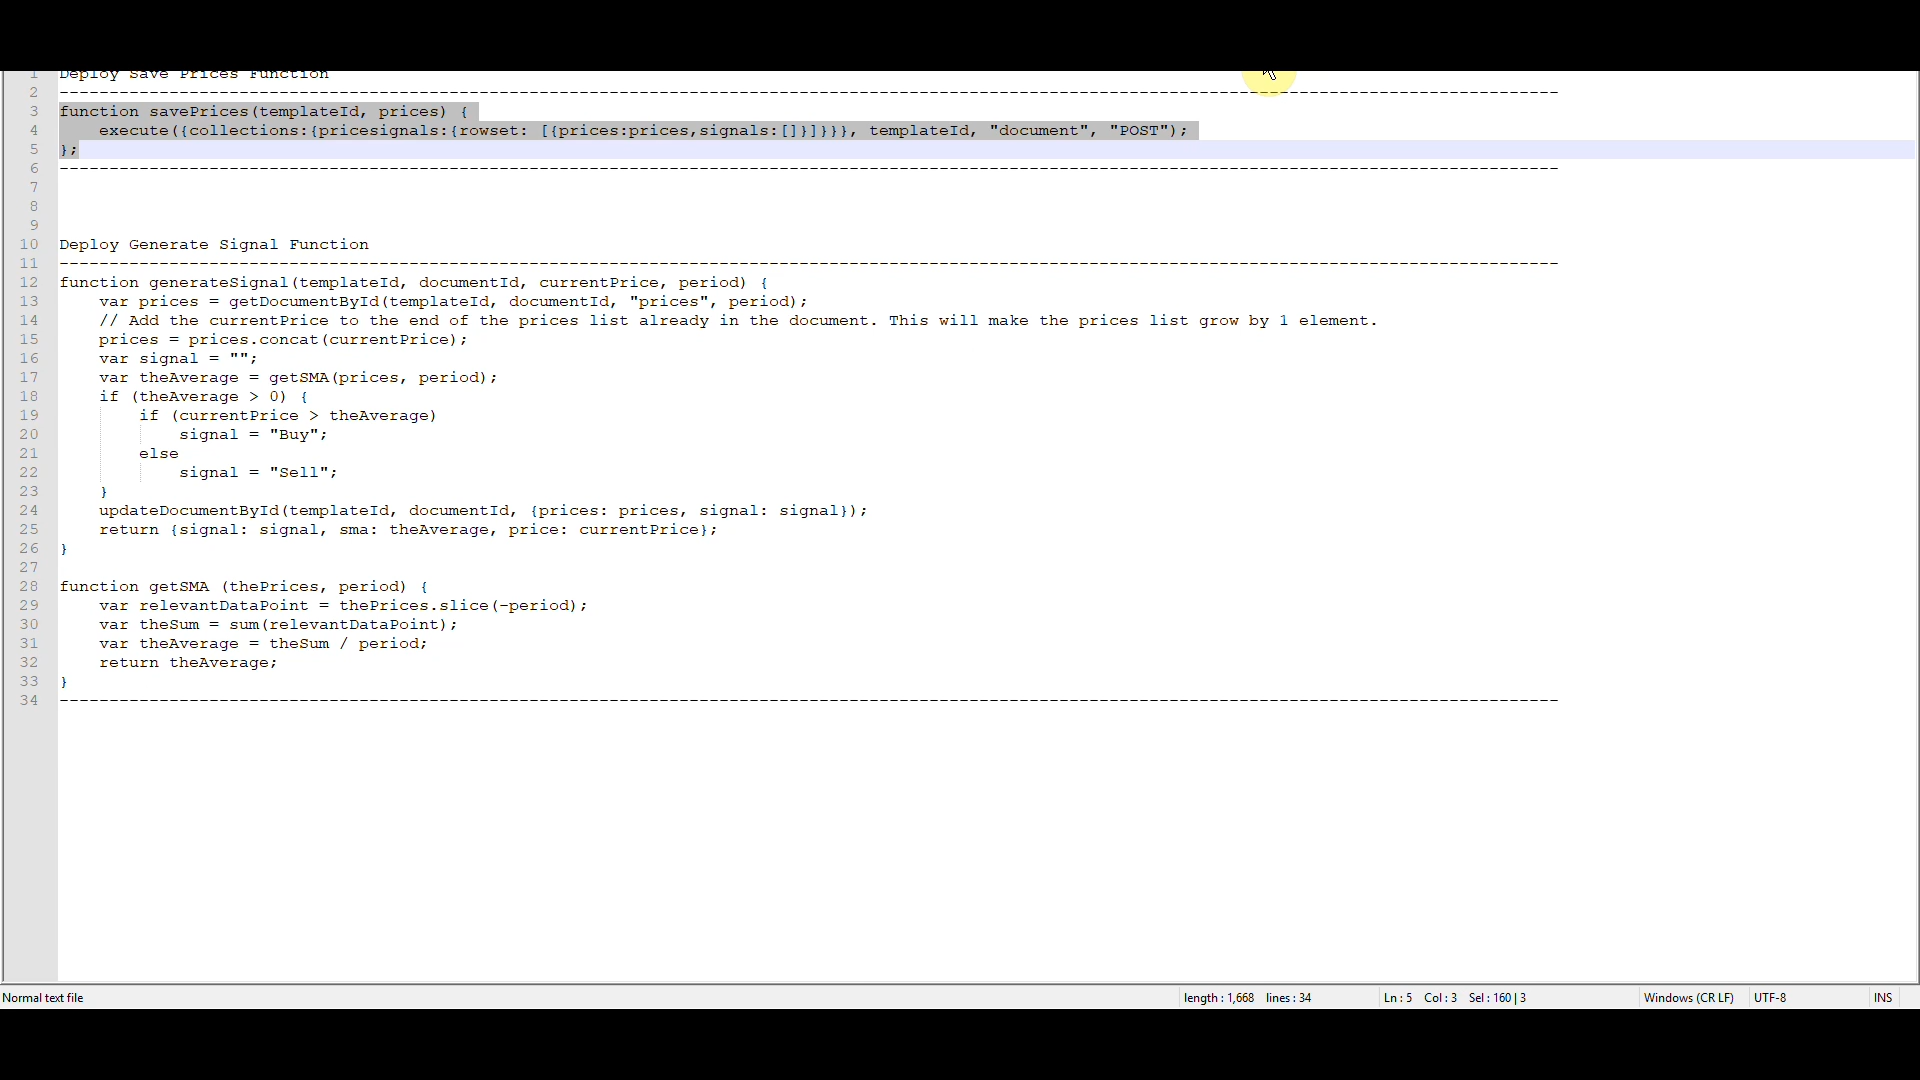 1 Deploy Save Prices Function
2 ------------------------------------------------------------------------------------------------------------------------------------------------------
3 function savePrices(templateId, prices) {
4     execute({collections:{pricesignals:{rowset: [{prices:prices,signals:[]}]}}}, templateId, "document", "POST");
5 };
6 ------------------------------------------------------------------------------------------------------------------------------------------------------
7
8
9
10 Deploy Generate Signal Function
11 ------------------------------------------------------------------------------------------------------------------------------------------------------
12 function generateSignal(templateId, documentId, currentPrice, period) {
13     var prices = getDocumentById(templateId, documentId, "prices", period);
14     // Add the currentPrice to the end of the prices list already in the document. This will make the prices list grow by 1 element.
15     prices = prices.concat(currentPrice);
16     var signal = "";
17     var theAverage = getSMA(prices, period);
18     if (theAverage > 0) {
19         if (currentPrice > theAverage)
20             signal = "Buy";
21         else
22             signal = "Sell";
23     }
24     updateDocumentById(templateId, documentId, {prices: prices, signal: signal});
25     return {signal: signal, sma: theAverage, price: currentPrice};
26 }
27
28 function getSMA (thePrices, period) {
29     var relevantDataPoint = thePrices.slice(-period);
30     var theSum = sum(relevantDataPoint);
31     var theAverage = theSum / period;
32     return theAverage;
33 }
34 ------------------------------------------------------------------------------------------------------------------------------------------------------
Normal text file length : 1,668 lines : 34 Ln : 5 Col : 3 Sel : 160 | 3 Windows (CR LF) UTF-8 INS